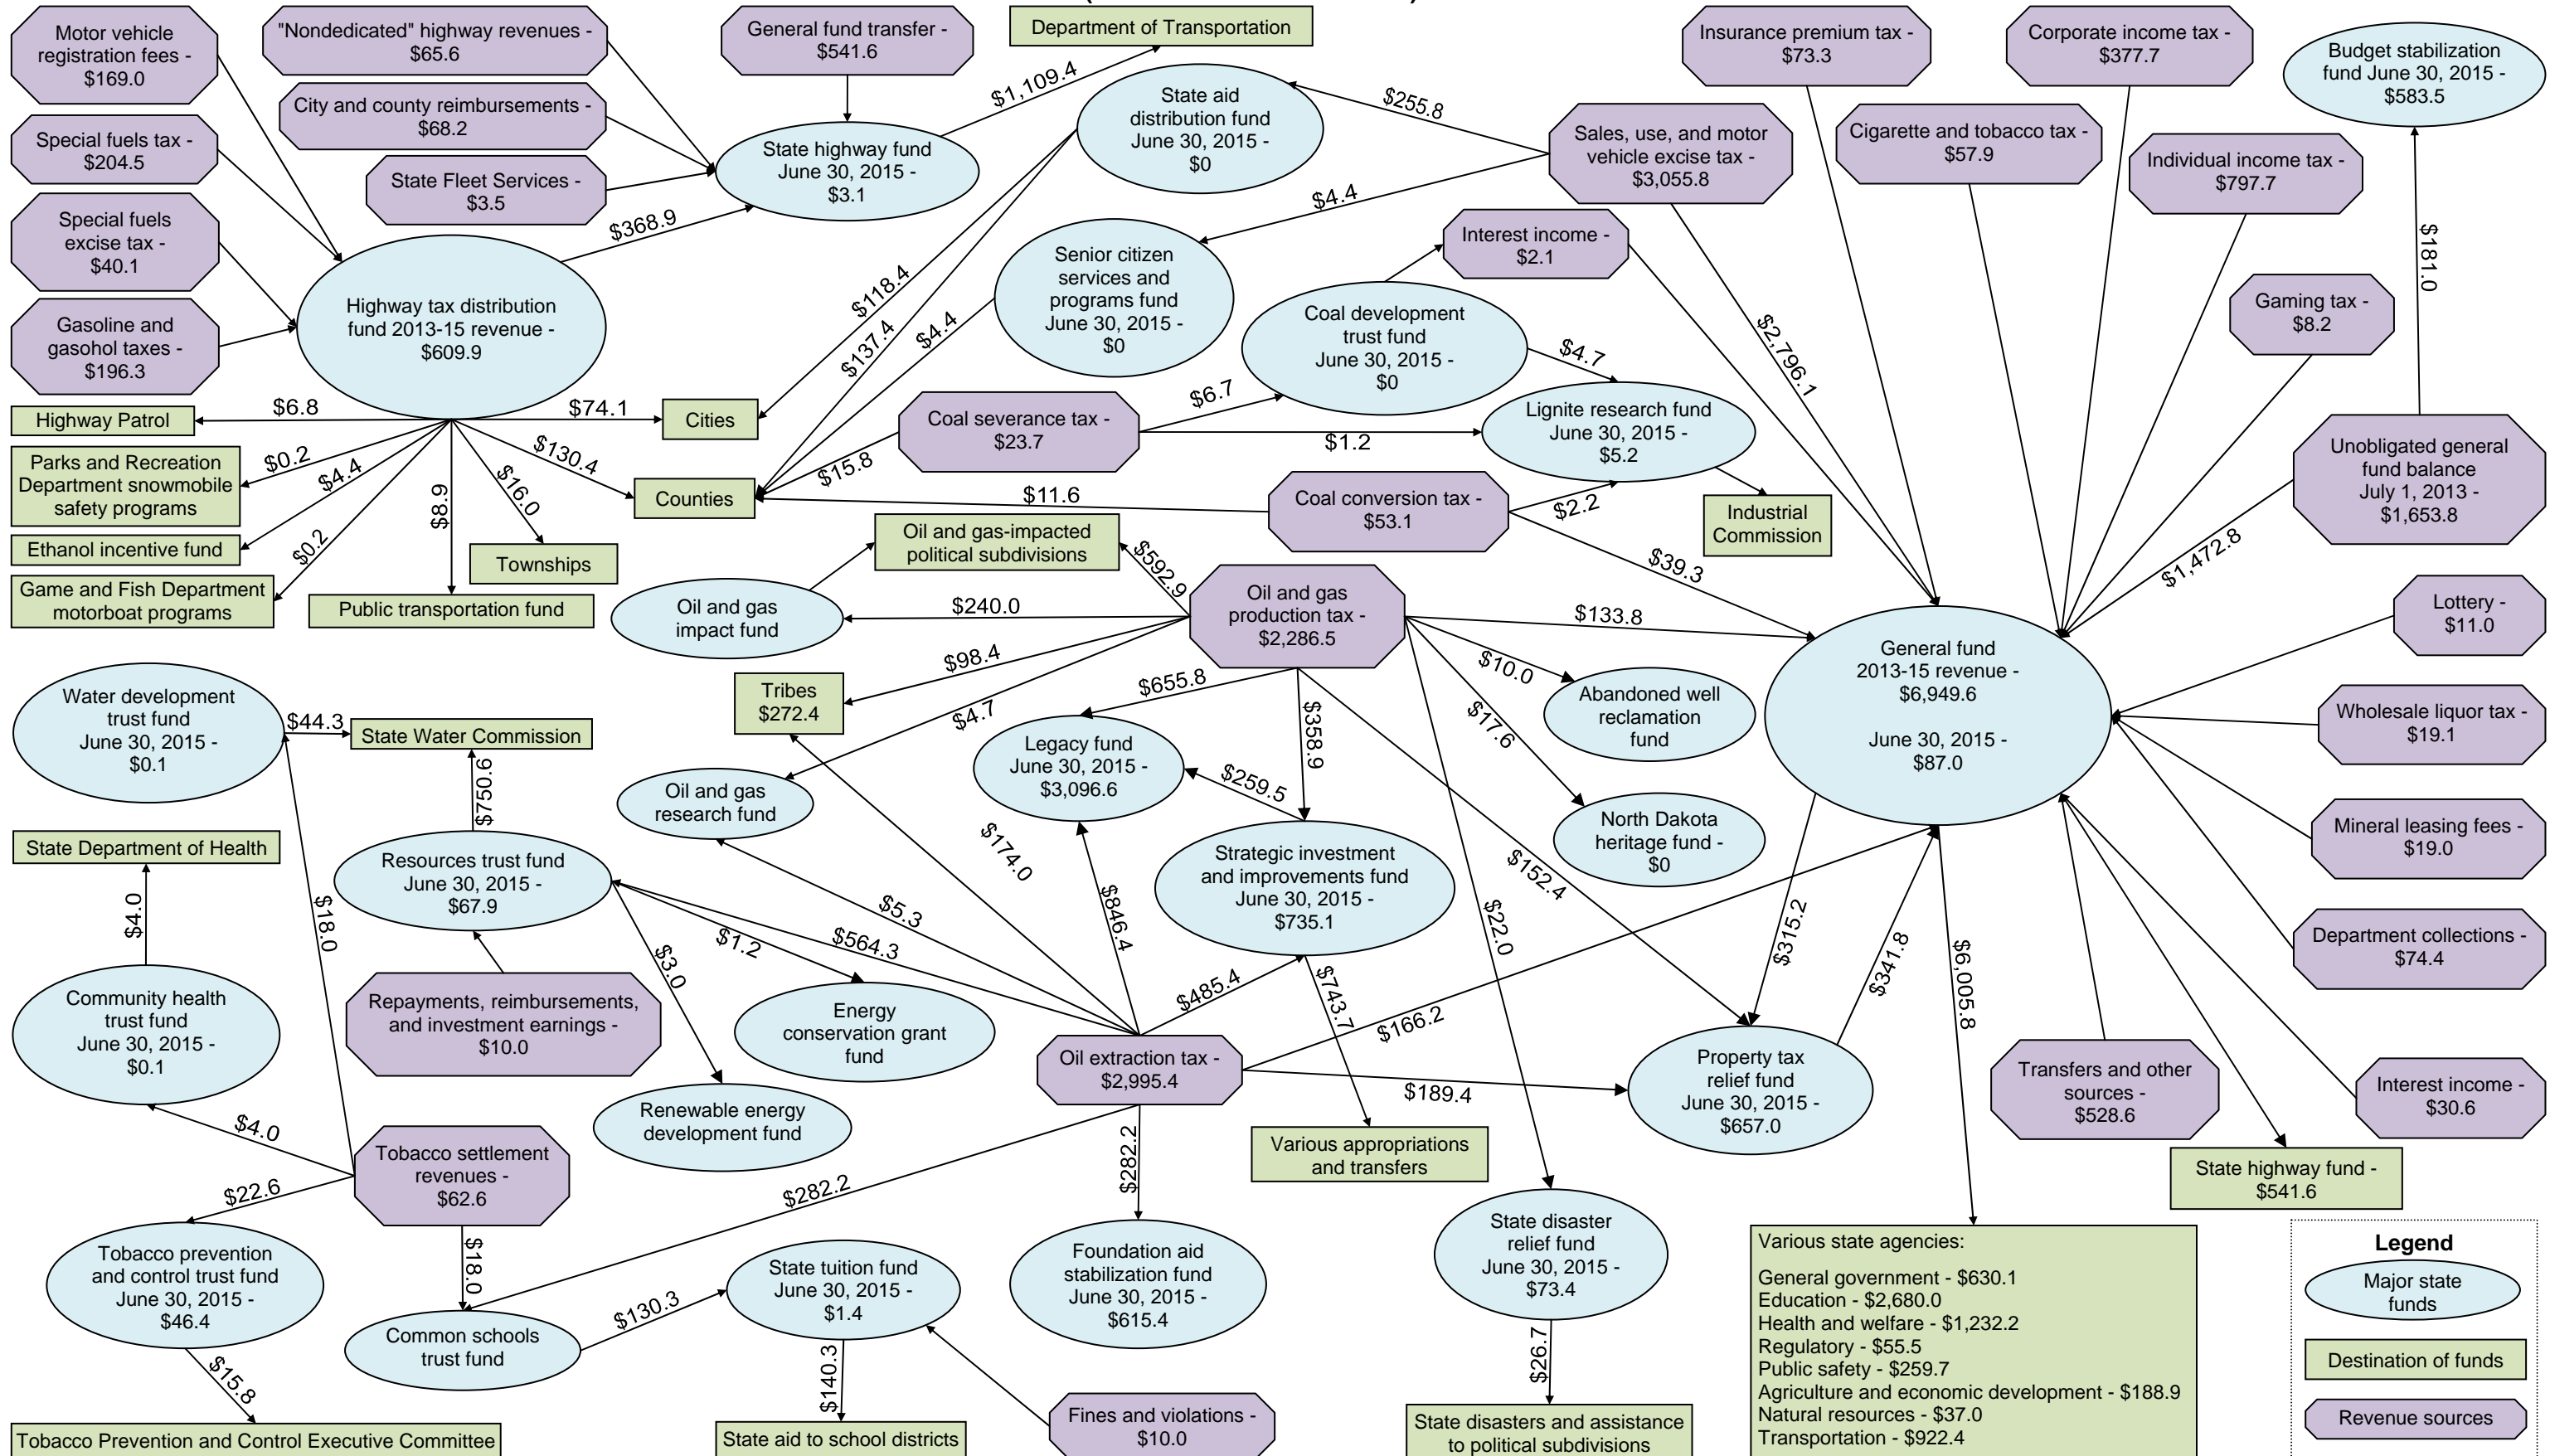 Motor vehicle
registration fees -
$169.0
"Nondedicated" highway revenues -
$65.6
General fund transfer -
$541.6
Department of Transportation
Insurance premium tax -
$73.3
Corporate income tax -
$377.7
Budget stabilization
fund June 30, 2015 -
$583.5
City and county reimbursements -
$68.2
$1,109.4
State aid
distribution fund
June 30, 2015 -
$0
$255.8
Sales, use, and motor
vehicle excise tax -
$3,055.8
Cigarette and tobacco tax -
$57.9
Individual income tax -
$797.7
Special fuels tax -
$204.5
State Fleet Services -
$3.5
State highway fund
June 30, 2015 -
$3.1
$4.4
Special fuels
excise tax -
$40.1
$368.9
Interest income -
$2.1
$181.0
Highway tax distribution
fund 2013-15 revenue -
$609.9
$118.4
$137.4
$4.4
Senior citizen
services and
programs fund
June 30, 2015 -
$0
Coal development
trust fund
June 30, 2015 -
$0
$4.7
$2,796.1
Gaming tax -
$8.2
Gasoline and
gasohol taxes -
$196.3
Highway Patrol
$6.8
$74.1
Cities
Coal severance tax -
$23.7
$6.7
$1.2
$15.8
Lignite research fund
June 30, 2015 -
$5.2
Unobligated general
fund balance
July 1, 2013 -
$1,653.8
Parks and Recreation
Department snowmobile
safety programs
$0.2
$4.4
$0.2
$8.9
$16.0
$130.4
Counties
$11.6
Coal conversion tax -
$53.1
$2.2
Industrial
Commission
$39.3
$1,472.8
Ethanol incentive fund
Townships
Oil and gas-impacted
political subdivisions
$592.9
Game and Fish Department
motorboat programs
Public transportation fund
Oil and gas
impact fund
$240.0
Oil and gas
production tax -
$2,286.5
$133.8
Lottery -
$11.0
General fund
2013-15 revenue -
$6,949.6
June 30, 2015 -
$87.0
Water development
trust fund
June 30, 2015 -
$0.1
$44.3
State Water Commission
Tribes
$272.4
$98.4
$4.7
$655.8
$358.9
$10.0
$17.6
Abandoned well
reclamation
fund
Wholesale liquor tax -
$19.1
Oil and gas
research fund
Legacy fund
June 30, 2015 -
$3,096.6
$259.5
North Dakota
heritage fund -
$0
Mineral leasing fees -
$19.0
State Department of Health
$750.6
Resources trust fund
June 30, 2015 -
$67.9
$174.0
$5.3
$846.4
Strategic investment
and improvements fund
June 30, 2015 -
$735.1
$152.4
$22.0
$315.2
$341.8
$6,005.8
Department collections -
$74.4
$4.0
$18.0
$1.2
$564.3
$3.0
$485.4
$743.7
$166.2
Community health
trust fund
June 30, 2015 -
$0.1
Repayments, reimbursements,
and investment earnings -
$10.0
Energy
conservation grant
fund
Oil extraction tax -
$2,995.4
$189.4
Property tax
relief fund
June 30, 2015 -
$657.0
Transfers and other
sources -
$528.6
Interest income -
$30.6
$4.0
Renewable energy
development fund
Various appropriations
and transfers
Tobacco settlement
revenues -
$62.6
$22.6
$18.0
$282.2
$282.2
State highway fund -
$541.6
Tobacco prevention
and control trust fund
June 30, 2015 -
$46.4
Common schools
trust fund
$130.3
State tuition fund
June 30, 2015 -
$1.4
Foundation aid
stabilization fund
June 30, 2015 -
$615.4
State disaster
relief fund
June 30, 2015 -
$73.4
Various state agencies:
General government - $630.1
Education - $2,680.0
Health and welfare - $1,232.2
Regulatory - $55.5
Public safety - $259.7
Agriculture and economic development - $188.9
Natural resources - $37.0
Transportation - $922.4
Legend
Major state
funds
Destination of funds
Revenue sources
$15.8
Tobacco Prevention and Control Executive Committee
$140.3
State aid to school districts
Fines and violations -
$10.0
$26.7
State disasters and assistance
to political subdivisions